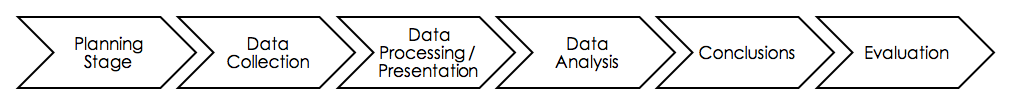 Planning
Stage
Data
Collection
Data
Processing /
Presentation
Data
Analysis
Conclusions
Evaluation